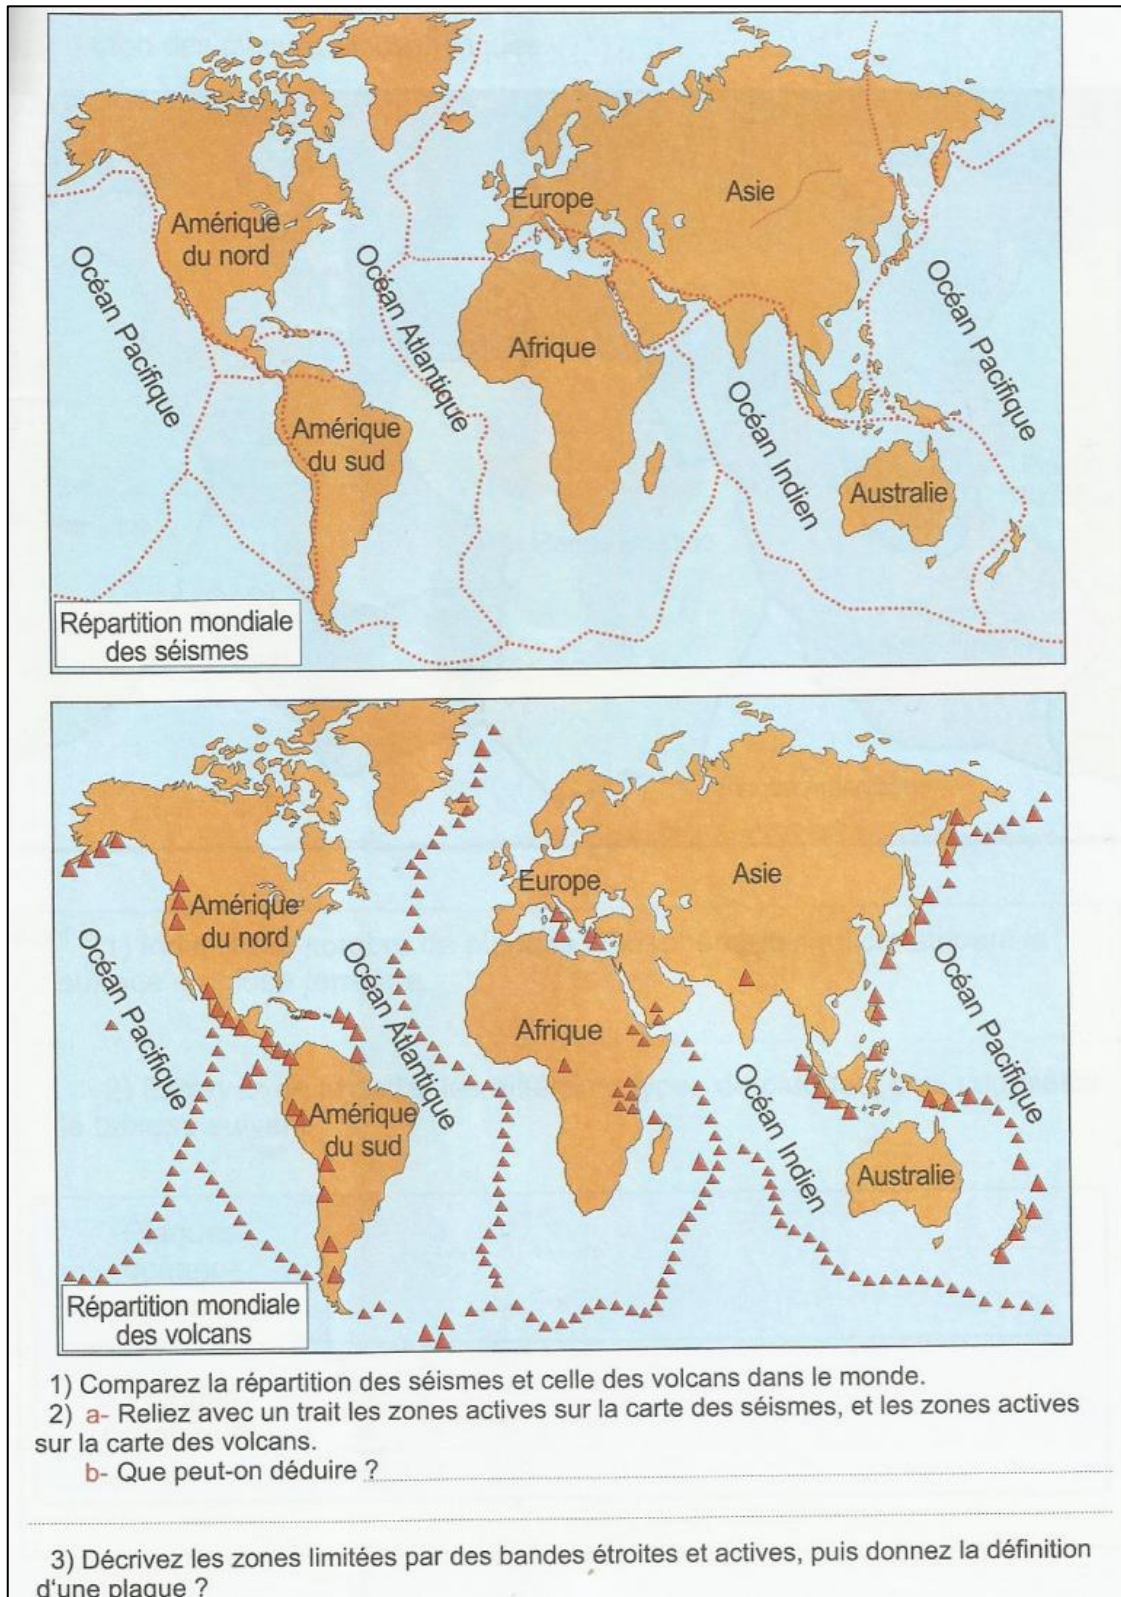 Amérique
du nord
Océan Pacifique
Océan Atlantique
Europe
Asie
Afrique
Amérique
du sud
Océan Indien
Océan Pacifique
Australie
Répartition mondiale
des séismes
Amérique
du nord
Océan Pacifique
Océan Atlantique
Europe
Asie
Afrique
Amérique
du sud
Océan Indien
Océan Pacifique
Australie
Répartition mondiale
des volcans
1) Comparez la répartition des séismes et celle des volcans dans le monde.
2) a- Reliez avec un trait les zones actives sur la carte des séismes, et les zones actives
sur la carte des volcans.
b- Que peut-on déduire ?
3) Décrivez les zones limitées par des bandes étroites et actives, puis donnez la définition
d'une plaque ?